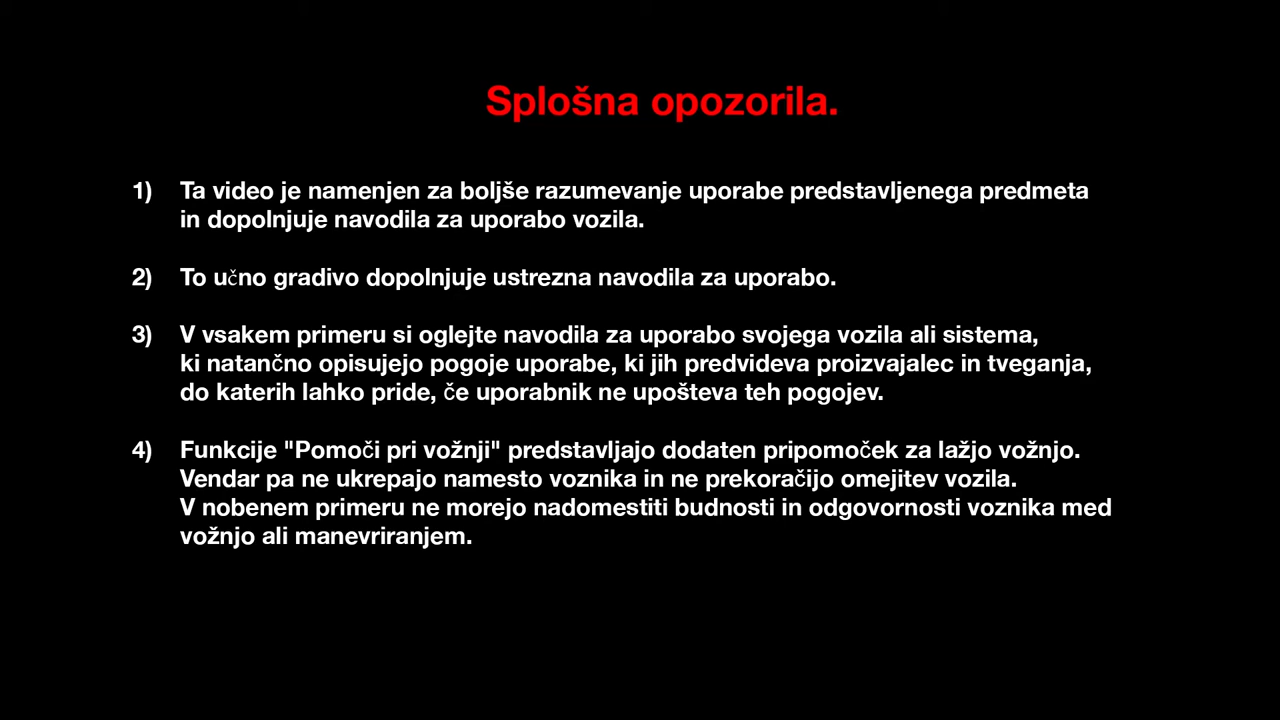 Splošna opozorila.
1) Ta video je namenjen za boljše razumevanje uporabe predstavljenega predmeta
in dopolnjuje navodila za uporabo vozila.
2) To učno gradivo dopolnjuje ustrezna navodila za uporabo.
3) V vsakem primeru si oglejte navodila za uporabo svojega vozila ali sistema,
ki natančno opisujejo pogoje uporabe, ki jih predvideva proizvajalec in tveganja,
do katerih lahko pride, če uporabnik ne upošteva teh pogojev.
4) Funkcije "Pomoči pri vožnji" predstavljajo dodaten pripomoček za lažjo vožnjo.
Vendar pa ne ukrepajo namesto voznika in ne prekoračijo omejitev vozila.
V nobenem primeru ne morejo nadomestiti budnosti in odgovornosti voznika med
vožnjo ali manevriranjem.